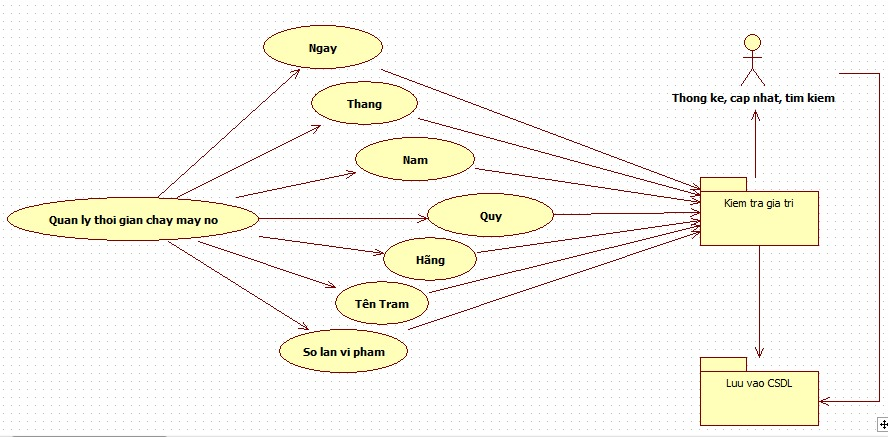 Ngay
Thang
Thong ke, cap nhat, tim kiem
Nam
Kiem tra gia tri
Quan ly thoi gian chay may no
Quy
Hãng
Tên Tram
So lan vi pham
Luu vao CSDL